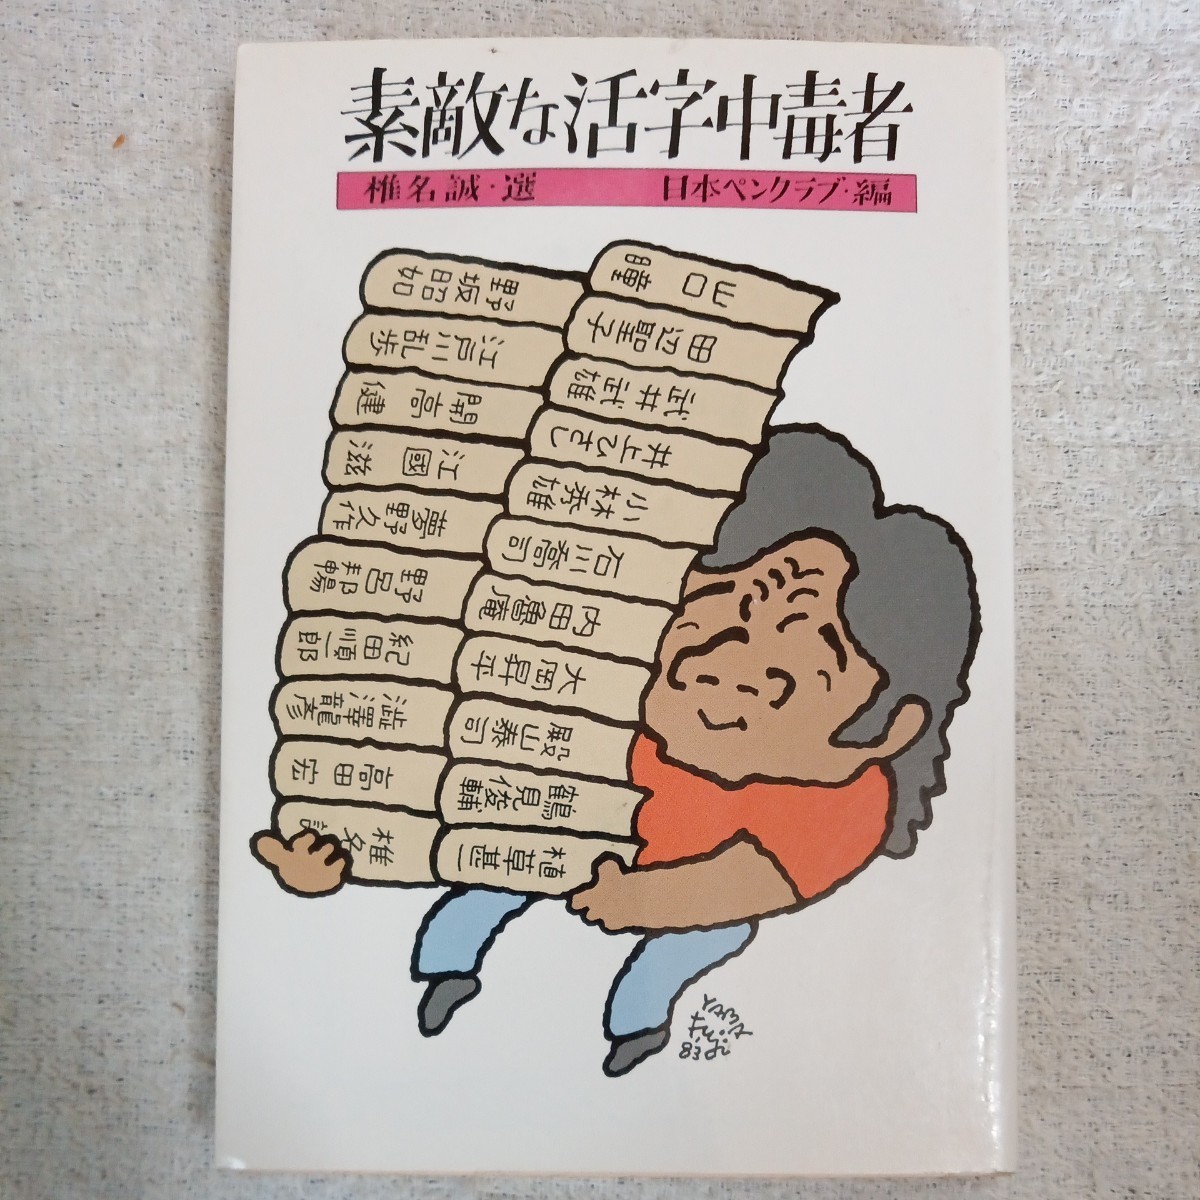 素敵な活字中毒者
椎名誠・選 日本ペンクラブ・編
野坂昭如
江戸川乱歩
開高健
江國滋
夢野久作
野呂邦暢
紀田順一郎
澁澤龍彦
高田宏
椎名誠
山口瞳
田辺聖子
武井武雄
井上ひさし
小林秀雄
石川喬司
内田魯庵
大岡昇平
殿山泰司
鶴見俊輔
植草甚一
YAMA
fuji
83